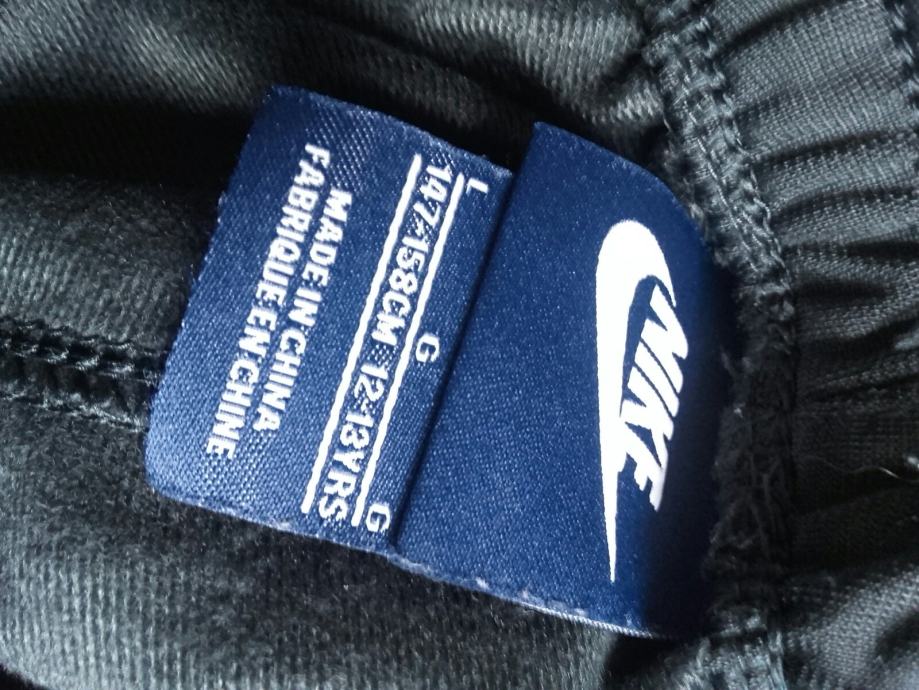 NIKE
L G G
147-158CM 12-13YRS
MADE IN CHINA
FABRIQUE EN CHINE